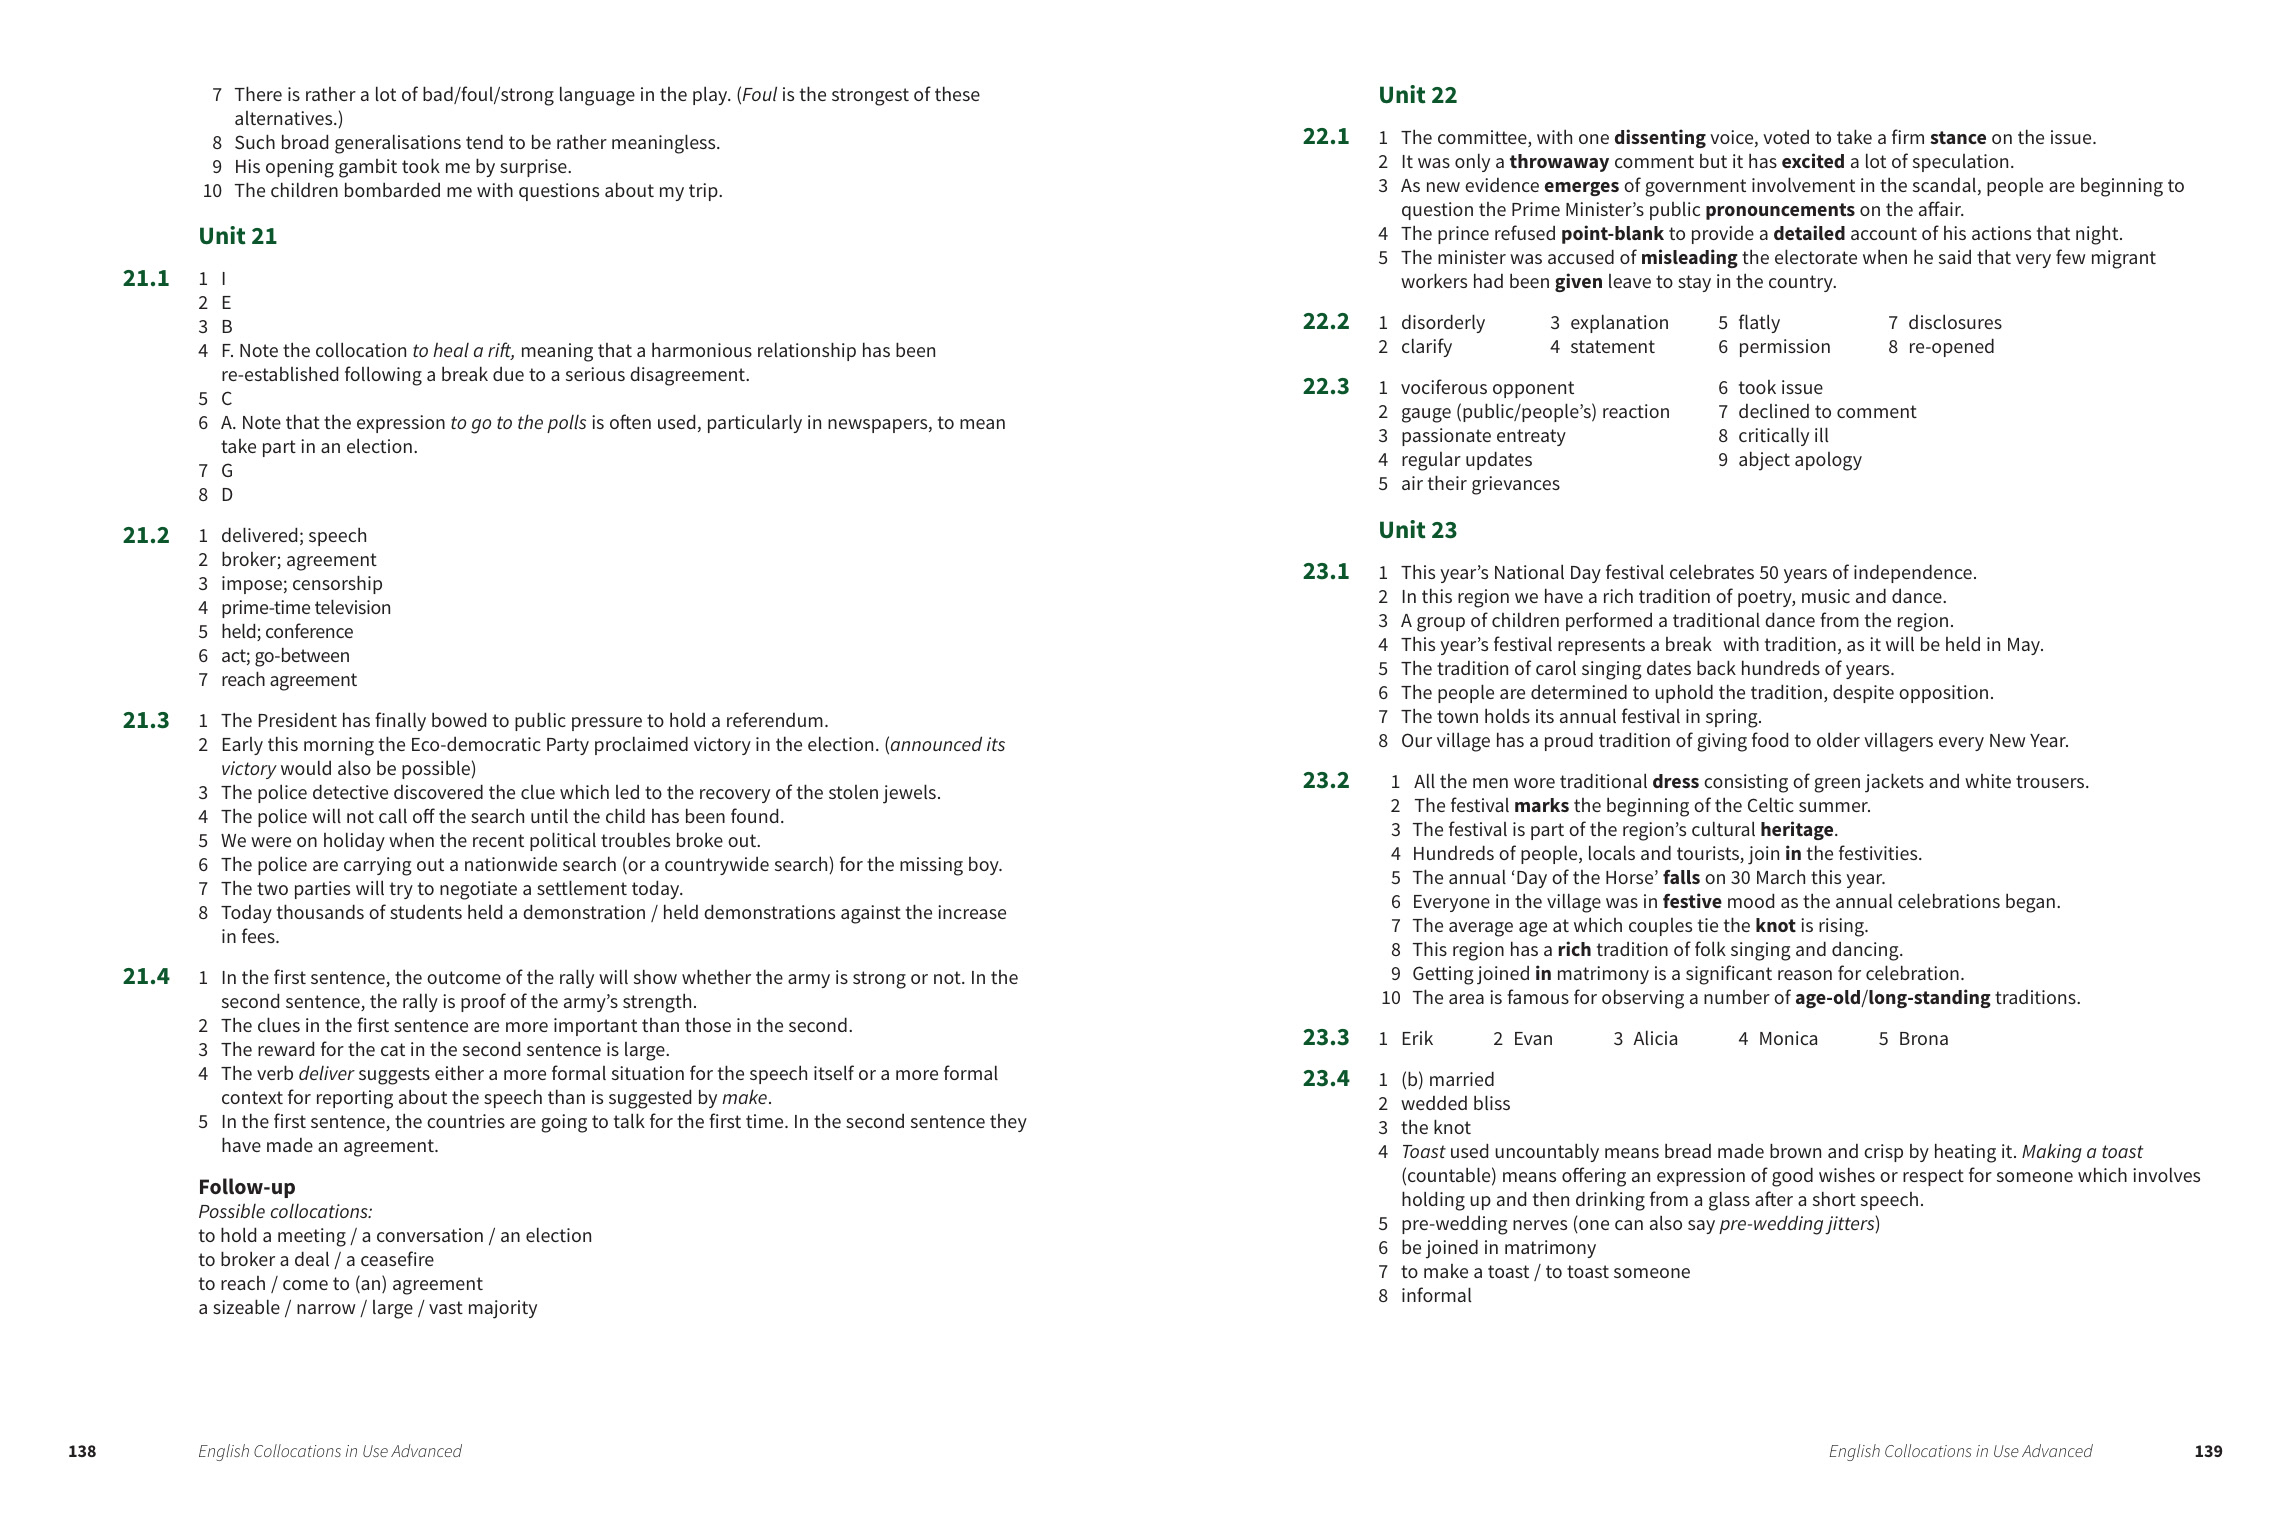 7 There is rather a lot of bad/foul/strong language in the play. (Foul is the strongest of these
alternatives.)
8 Such broad generalisations tend to be rather meaningless.
9 His opening gambit took me by surprise.
10 The children bombarded me with questions about my trip.
Unit 21
21.1 1 I
2 E
3 B
4 F. Note the collocation to heal a rift, meaning that a harmonious relationship has been
re-established following a break due to a serious disagreement.
5 C
6 A. Note that the expression to go to the polls is often used, particularly in newspapers, to mean
take part in an election.
7 G
8 D
21.2 1 delivered; speech
2 broker; agreement
3 impose; censorship
4 prime-time television
5 held; conference
6 act; go-between
7 reach agreement
21.3 1 The President has finally bowed to public pressure to hold a referendum.
2 Early this morning the Eco-democratic Party proclaimed victory in the election. (announced its
victory would also be possible)
3 The police detective discovered the clue which led to the recovery of the stolen jewels.
4 The police will not call off the search until the child has been found.
5 We were on holiday when the recent political troubles broke out.
6 The police are carrying out a nationwide search (or a countrywide search) for the missing boy.
7 The two parties will try to negotiate a settlement today.
8 Today thousands of students held a demonstration / held demonstrations against the increase
in fees.
21.4 1 In the first sentence, the outcome of the rally will show whether the army is strong or not. In the
second sentence, the rally is proof of the army's strength.
2 The clues in the first sentence are more important than those in the second.
3 The reward for the cat in the second sentence is large.
4 The verb deliver suggests either a more formal situation for the speech itself or a more formal
context for reporting about the speech than is suggested by make.
5 In the first sentence, the countries are going to talk for the first time. In the second sentence they
have made an agreement.
Follow-up
Possible collocations:
to hold a meeting / a conversation / an election
to broker a deal / a ceasefire
to reach / come to (an) agreement
a sizeable / narrow / large / vast majority
138 English Collocations in Use Advanced
Unit 22
22.1 1 The committee, with one dissenting voice, voted to take a firm stance on the issue.
2 It was only a throwaway comment but it has excited a lot of speculation.
3 As new evidence emerges of government involvement in the scandal, people are beginning to
question the Prime Minister's public pronouncements on the affair.
4 The prince refused point-blank to provide a detailed account of his actions that night.
5 The minister was accused of misleading the electorate when he said that very few migrant
workers had been given leave to stay in the country.
22.2 1 disorderly 3 explanation 5 flatly 7 disclosures
2 clarify 4 statement 6 permission 8 re-opened
22.3 1 vociferous opponent 6 took issue
2 gauge (public/people's) reaction 7 declined to comment
3 passionate entreaty 8 critically ill
4 regular updates 9 abject apology
5 air their grievances
Unit 23
23.1 1 This year's National Day festival celebrates 50 years of independence.
2 In this region we have a rich tradition of poetry, music and dance.
3 A group of children performed a traditional dance from the region.
4 This year's festival represents a break with tradition, as it will be held in May.
5 The tradition of carol singing dates back hundreds of years.
6 The people are determined to uphold the tradition, despite opposition.
7 The town holds its annual festival in spring.
8 Our village has a proud tradition of giving food to older villagers every New Year.
23.2 1 All the men wore traditional dress consisting of green jackets and white trousers.
2 The festival marks the beginning of the Celtic summer.
3 The festival is part of the region's cultural heritage.
4 Hundreds of people, locals and tourists, join in the festivities.
5 The annual 'Day of the Horse' falls on 30 March this year.
6 Everyone in the village was in festive mood as the annual celebrations began.
7 The average age at which couples tie the knot is rising.
8 This region has a rich tradition of folk singing and dancing.
9 Getting joined in matrimony is a significant reason for celebration.
10 The area is famous for observing a number of age-old/long-standing traditions.
23.3 1 Erik 2 Evan 3 Alicia 4 Monica 5 Brona
23.4 1 (b) married
2 wedded bliss
3 the knot
4 Toast used uncountably means bread made brown and crisp by heating it. Making a toast
(countable) means offering an expression of good wishes or respect for someone which involves
holding up and then drinking from a glass after a short speech.
5 pre-wedding nerves (one can also say pre-wedding jitters)
6 be joined in matrimony
7 to make a toast / to toast someone
8 informal
English Collocations in Use Advanced 139